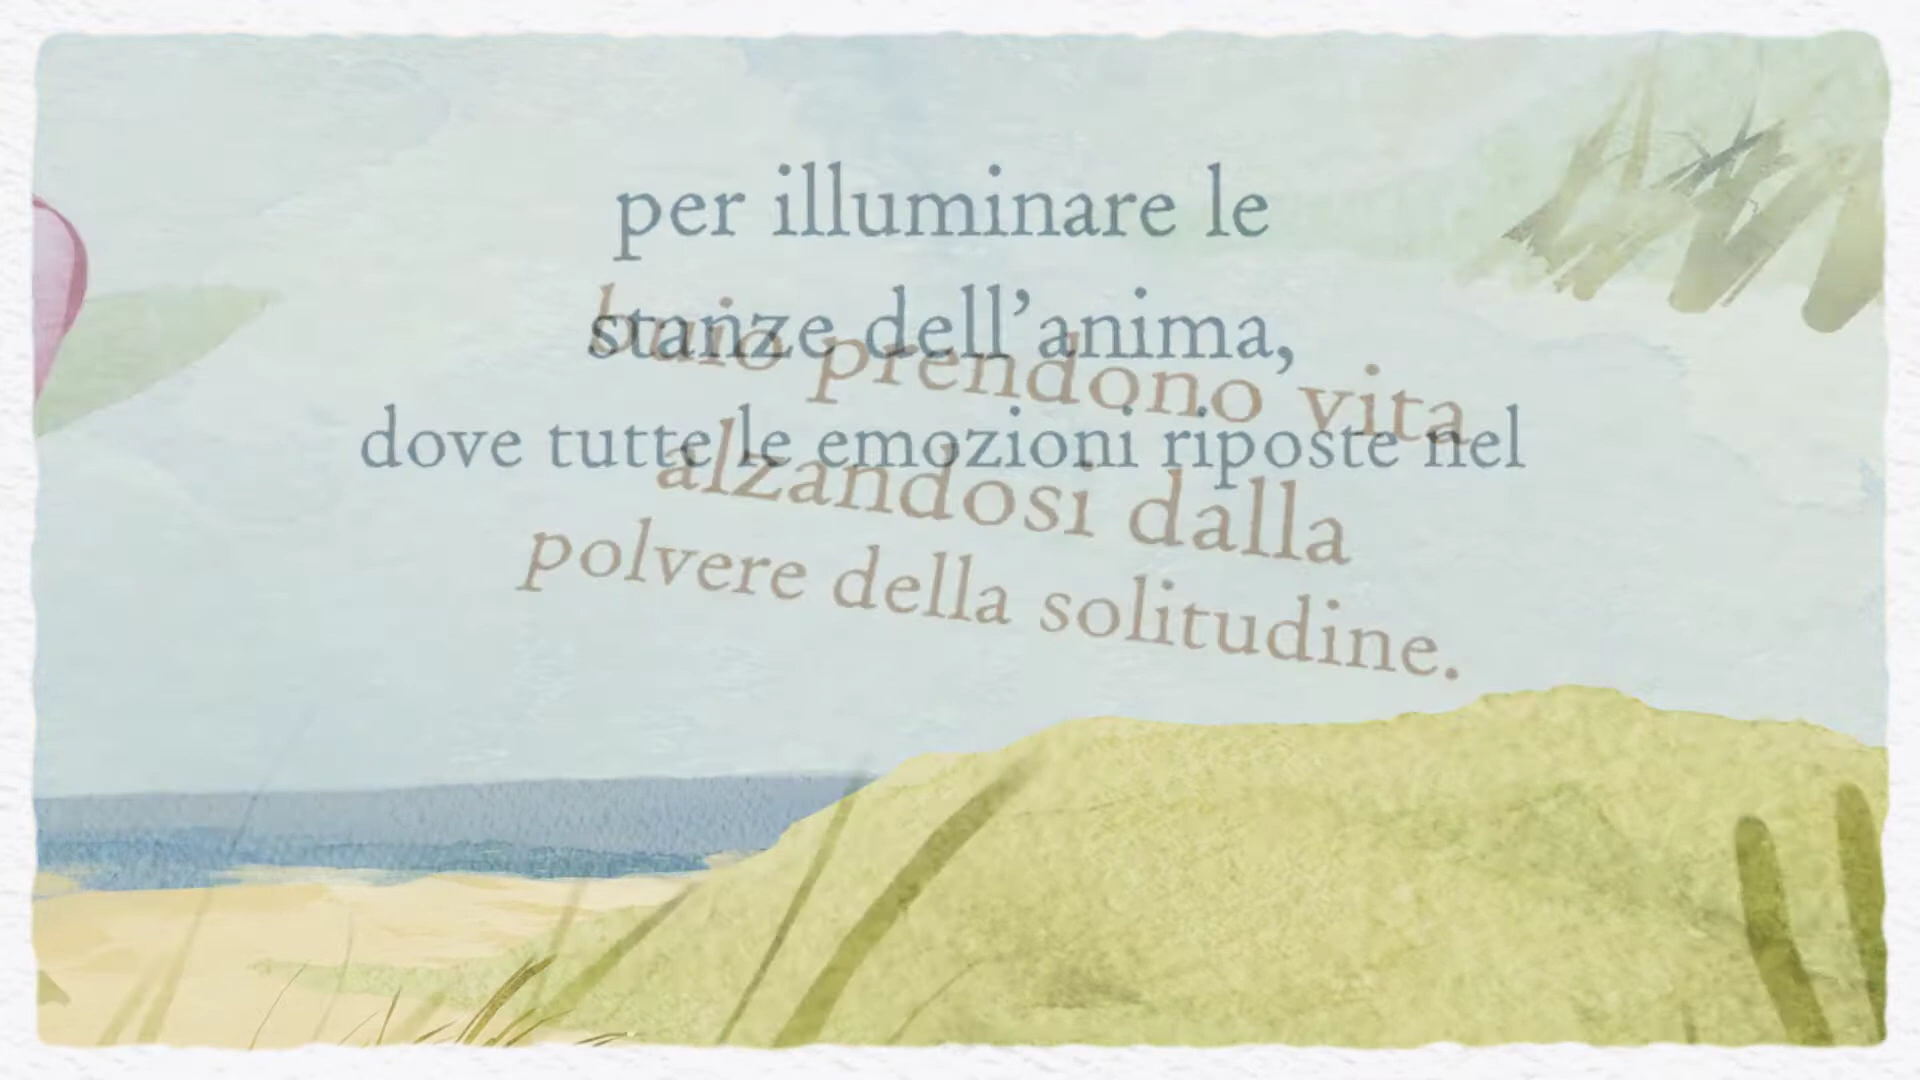 per illuminare le
stanze dell’anima,
dove tutte le emozioni riposte nel
buio prendono vita
alzandosi dalla
polvere della solitudine.